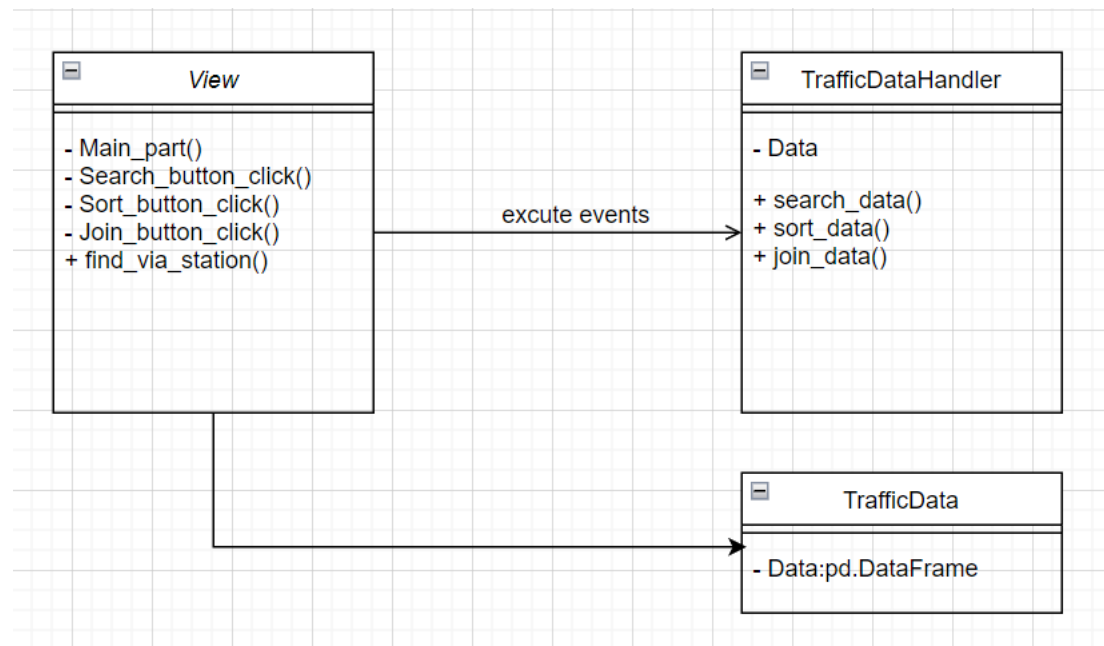 View
- Main_part()
- Search_button_click()
- Sort_button_click()
- Join_button_click()
+ find_via_station()
excute events
TrafficDataHandler
- Data
+ search_data()
+ sort_data()
+ join_data()
TrafficData
- Data:pd.DataFrame